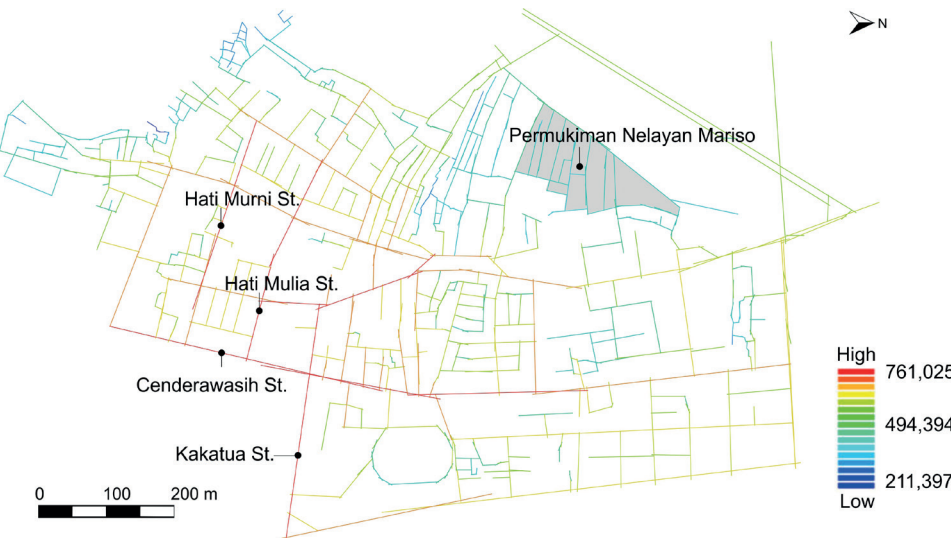 N
Permukiman Nelayan Mariso
Hati Murni St.
Hati Mulia St.
Cenderawasih St.
Kakatua St.
0 100 200 m
High
761,025
494,394
211,397
Low